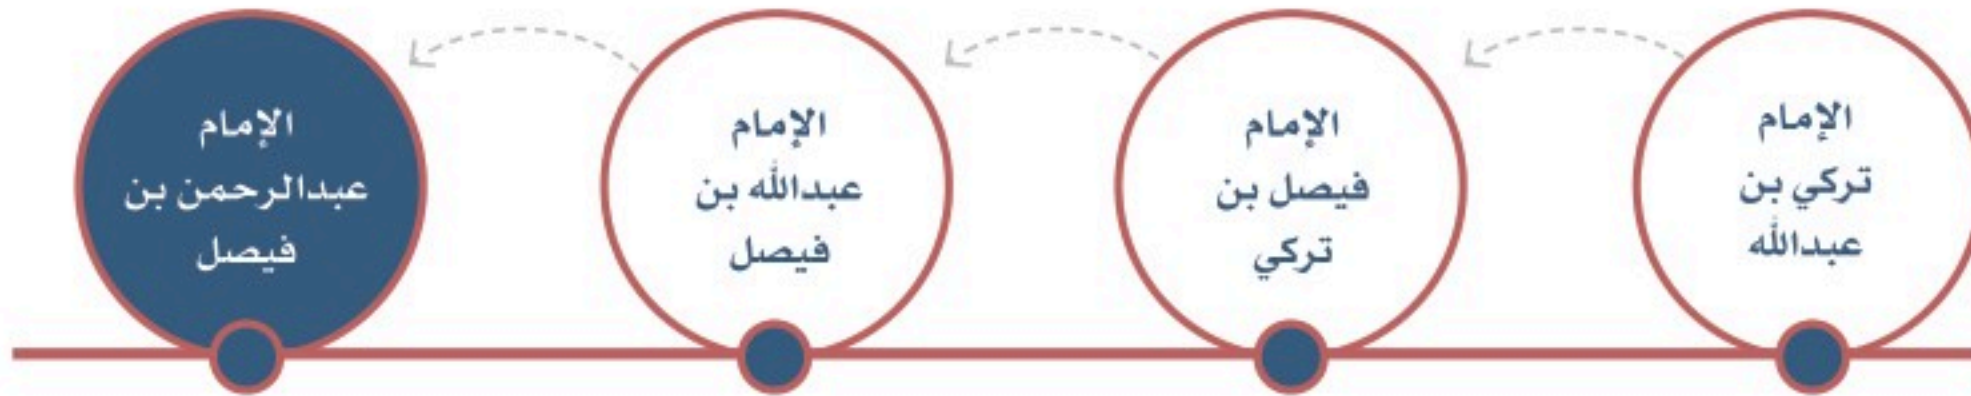 الإمام
تركي بن
عبدالله
الإمام
فيصل بن
تركي
الإمام
عبدالله بن
فيصل
الإمام
عبدالرحمن بن
فيصل